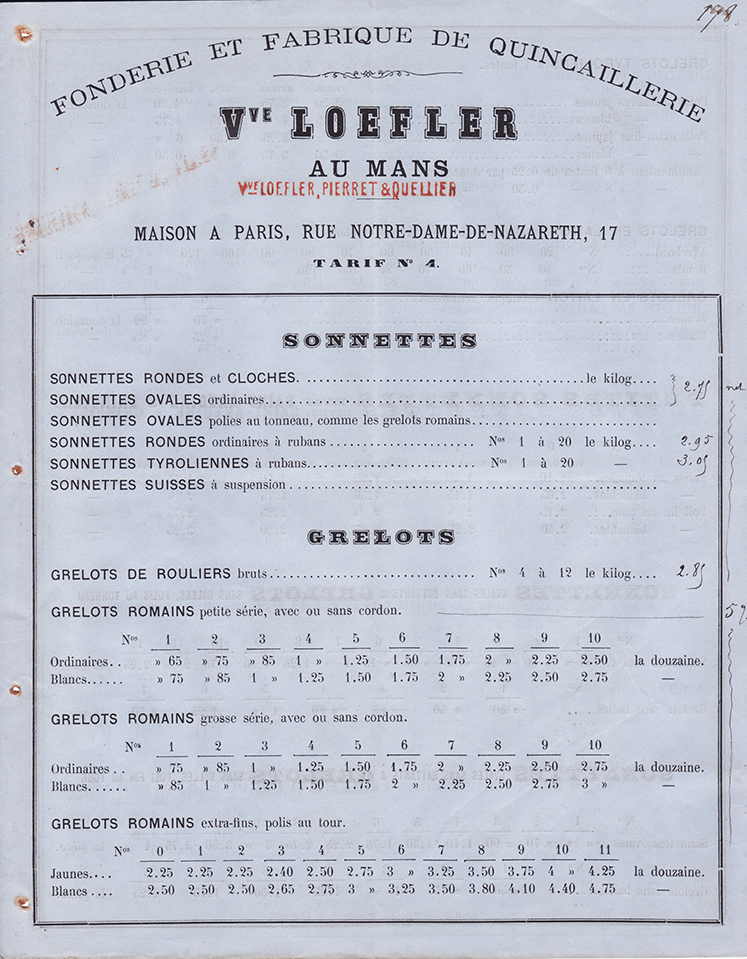 198.
FONDERIE ET FABRIQUE DE QUINCAILLERIE
Vve LOEFLER
AU MANS
Vve LOEFLER, PIERRET & QUELLIER
MAISON A PARIS, RUE NOTRE-DAME-DE-NAZARETH, 17
TARIF No 4.
SONNETTES
SONNETTES RONDES et CLOCHES. le kilog.... 2.75 net
SONNETTES OVALES ordinaires
SONNETTES OVALES polies au tonneau, comme les grelots romains
SONNETTES RONDES ordinaires à rubans Nos 1 à 20 le kilog.... 2.95
SONNETTES TYROLIENNES à rubans Nos 1 à 20 — 3.05
SONNETTES SUISSES à suspension
GRELOTS
GRELOTS DE ROULIERS bruts Nos 4 à 12 le kilog.... 2.85
GRELOTS ROMAINS petite série, avec ou sans cordon.
Nos 1 2 3 4 5 6 7 8 9 10
Ordinaires.. » 65 » 75 » 85 1 » 1.25 1.50 1.75 2 » 2.25 2.50 la douzaine.
Blancs...... » 75 » 85 1 » 1.25 1.50 1.75 2 » 2.25 2.50 2.75 —
GRELOTS ROMAINS grosse série, avec ou sans cordon.
Nos 1 2 3 4 5 6 7 8 9 10
Ordinaires .. » 75 » 85 1 » 1.25 1.50 1.75 2 » 2.25 2.50 2.75 la douzaine.
Blancs...... » 85 1 » 1.25 1.50 1.75 2 » 2.25 2.50 2.75 3 » —
GRELOTS ROMAINS extra-fins, polis au tour.
Nos 0 1 2 3 4 5 6 7 8 9 10 11
Jaunes.... 2.25 2.25 2.25 2.40 2.50 2.75 3 » 3.25 3.50 3.75 4 » 4.25 la douzaine.
Blancs .... 2.50 2.50 2.50 2.65 2.75 3 » 3.25 3.50 3.80 4.10 4.40 4.75 —